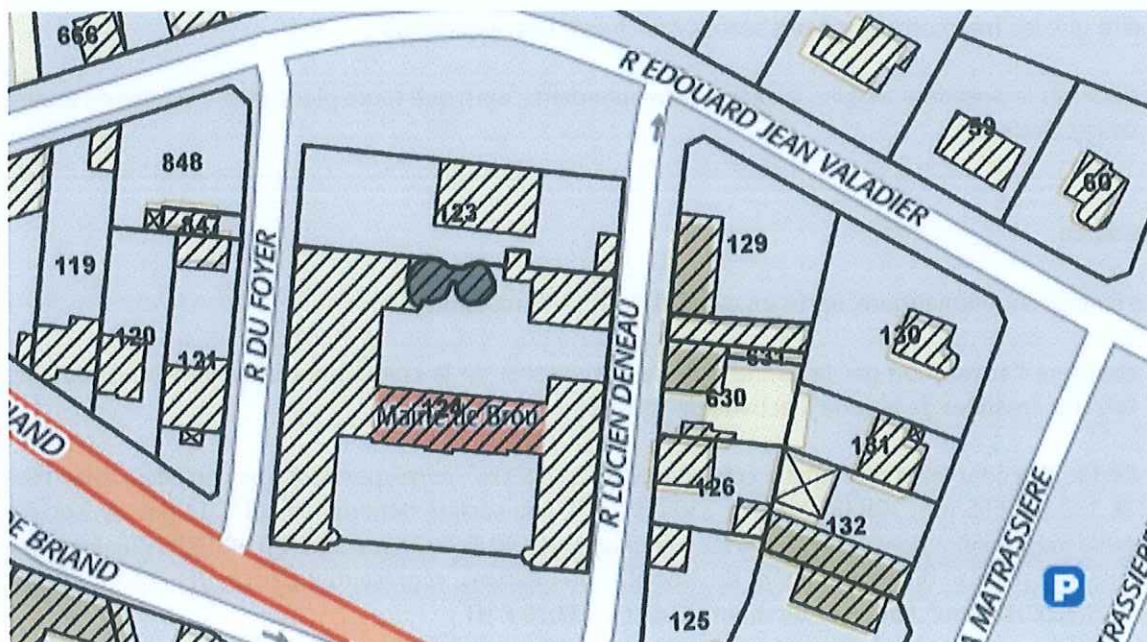 666
R EDOUARD JEAN VALADIER
59
60
848
847
123
129
119
R DU FOYER
R LUCIEN DENEAU
120
121
130
631
630
Mairie de Bron
131
126
132
125
DE BRIAND
MATRASSIERE
P